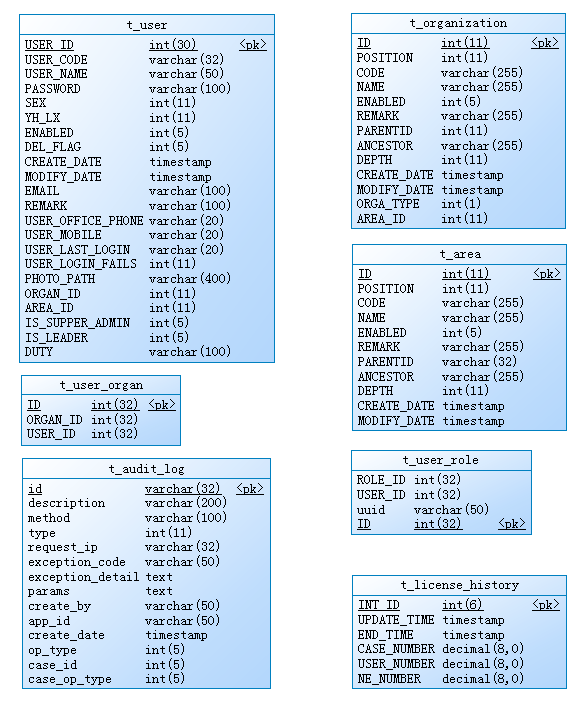 t_user
USER_ID int(30) <pk>
USER_CODE varchar(32)
USER_NAME varchar(50)
PASSWORD varchar(100)
SEX int(11)
YH_LX int(11)
ENABLED int(5)
DEL_FLAG int(5)
CREATE_DATE timestamp
MODIFY_DATE timestamp
EMAIL varchar(100)
REMARK varchar(100)
USER_OFFICE_PHONE varchar(20)
USER_MOBILE varchar(20)
USER_LAST_LOGIN varchar(20)
USER_LOGIN_FAILS int(11)
PHOTO_PATH varchar(400)
ORGAN_ID int(11)
AREA_ID int(11)
IS_SUPPER_ADMIN int(5)
IS_LEADER int(5)
DUTY varchar(100)
t_user_organ
ID int(32) <pk>
ORGAN_ID int(32)
USER_ID int(32)
t_audit_log
id varchar(32) <pk>
description varchar(200)
method varchar(100)
type int(11)
request_ip varchar(32)
exception_code varchar(50)
exception_detail text
params text
create_by varchar(50)
app_id varchar(50)
create_date timestamp
op_type int(5)
case_id int(5)
case_op_type int(5)
t_organization
ID int(11) <pk>
POSITION int(11)
CODE varchar(255)
NAME varchar(255)
ENABLED int(5)
REMARK varchar(255)
PARENTID int(11)
ANCESTOR varchar(255)
DEPTH int(11)
CREATE_DATE timestamp
MODIFY_DATE timestamp
ORGA_TYPE int(1)
AREA_ID int(11)
t_area
ID int(11) <pk>
POSITION int(11)
CODE varchar(255)
NAME varchar(255)
ENABLED int(5)
REMARK varchar(255)
PARENTID varchar(32)
ANCESTOR varchar(255)
DEPTH int(11)
CREATE_DATE timestamp
MODIFY_DATE timestamp
t_user_role
ROLE_ID int(32)
USER_ID int(32)
uuid varchar(50)
ID int(32) <pk>
t_license_history
INT_ID int(6) <pk>
UPDATE_TIME timestamp
END_TIME timestamp
CASE_NUMBER decimal(8,0)
USER_NUMBER decimal(8,0)
NE_NUMBER decimal(8,0)